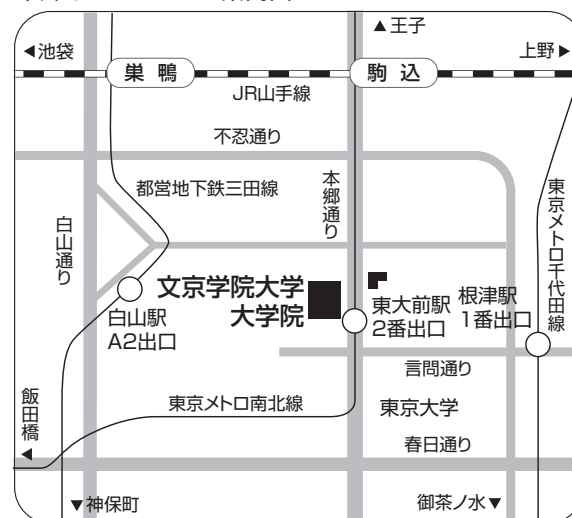 ▲王子
◀池袋
上野▶
巣鴨
駒込
JR山手線
不忍通り
都営地下鉄三田線
本郷通り
東京メトロ千代田線
白山通り
文京学院大学
大学院
東大前駅
2番出口
根津駅
1番出口
白山駅
A2出口
言問通り
東京メトロ南北線
東京大学
飯田橋
◀
春日通り
▼神保町
御茶ノ水▼